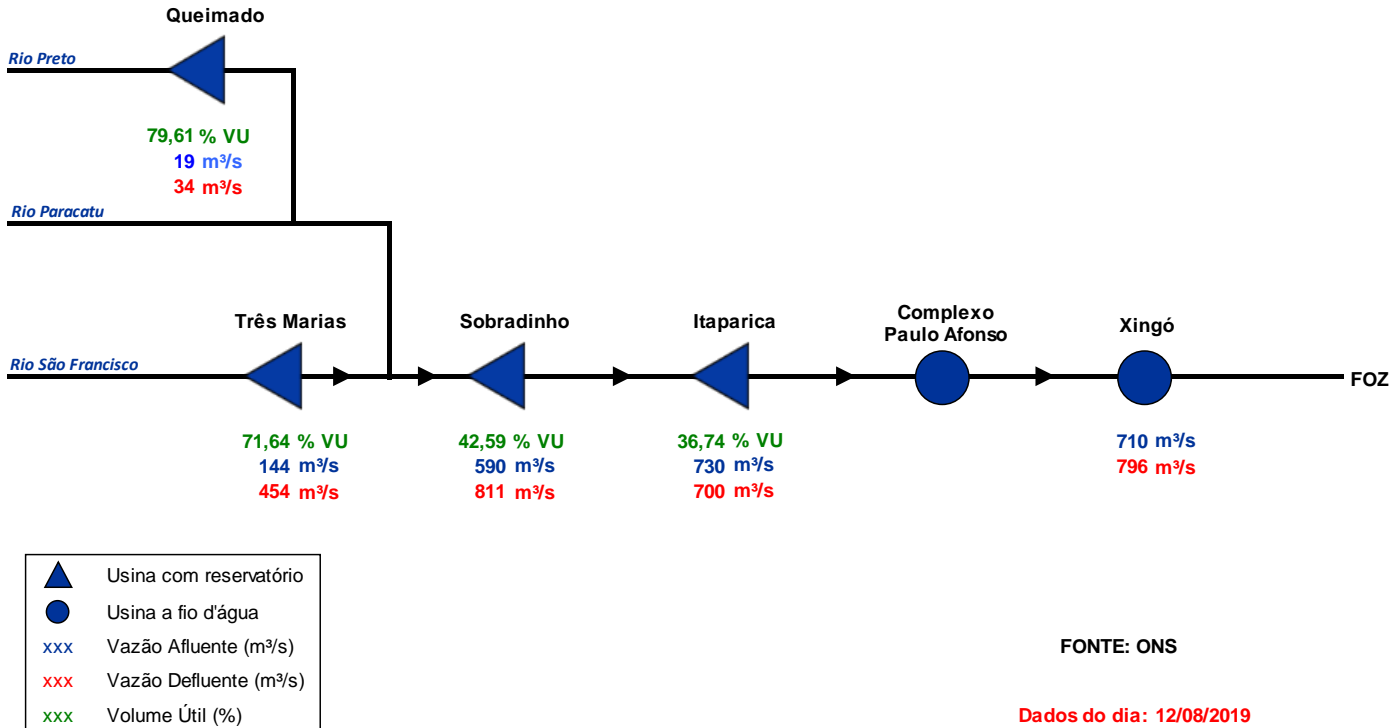 Queimado
Rio Preto
79,61 % VU
19 m³/s
34 m³/s
Rio Paracatu
Três Marias
Sobradinho
Itaparica
Complexo
Paulo Afonso
Xingó
Rio São Francisco
FOZ
71,64 % VU
144 m³/s
454 m³/s
42,59 % VU
590 m³/s
811 m³/s
36,74 % VU
730 m³/s
700 m³/s
710 m³/s
796 m³/s
Usina com reservatório
Usina a fio d'água
xxx Vazão Afluente (m³/s)
xxx Vazão Defluente (m³/s)
xxx Volume Útil (%)
FONTE: ONS
Dados do dia: 12/08/2019